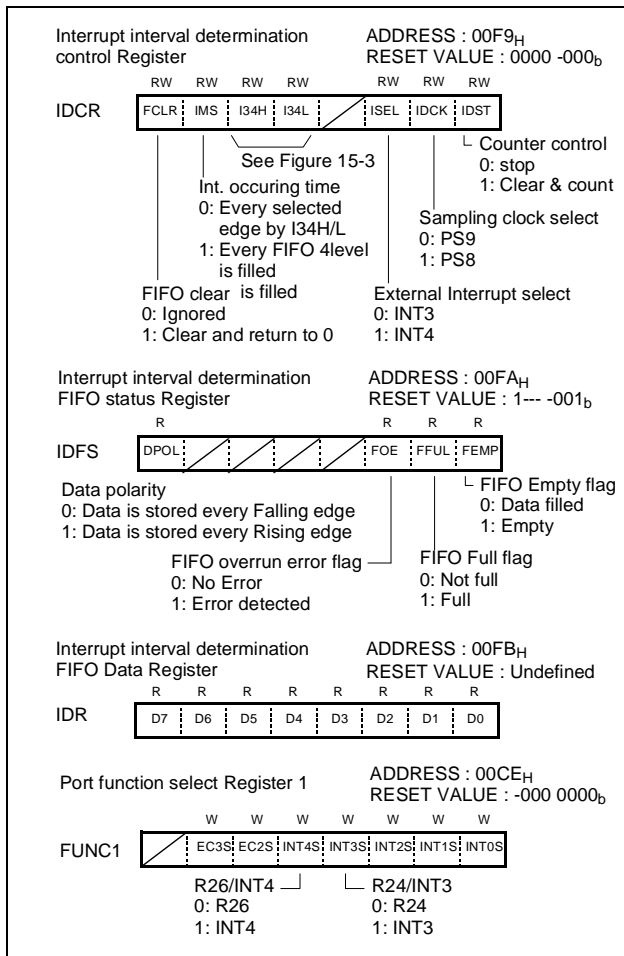 Interrupt interval determination
control Register
ADDRESS : 00F9H
RESET VALUE : 0000 -000b
RW RW RW RW RW RW RW
IDCR FCLR IMS I34H I34L ISEL IDCK IDST
See Figure 15-3
Counter control
0: stop
1: Clear & count
Int. occuring time
0: Every selected
edge by I34H/L
1: Every FIFO 4level
is filled
Sampling clock select
0: PS9
1: PS8
FIFO clear is filled
0: Ignored
1: Clear and return to 0
External Interrupt select
0: INT3
1: INT4
Interrupt interval determination
FIFO status Register
ADDRESS : 00FAH
RESET VALUE : 1--- -001b
R R R R
IDFS DPOL FOE FFUL FEMP
Data polarity
0: Data is stored every Falling edge
1: Data is stored every Rising edge
FIFO Empty flag
0: Data filled
1: Empty
FIFO overrun error flag
0: No Error
1: Error detected
FIFO Full flag
0: Not full
1: Full
Interrupt interval determination
FIFO Data Register
ADDRESS : 00FBH
RESET VALUE : Undefined
R R R R R R R R
IDR D7 D6 D5 D4 D3 D2 D1 D0
Port function select Register 1
ADDRESS : 00CEH
RESET VALUE : -000 0000b
W W W W W W W
FUNC1 EC3S EC2S INT4S INT3S INT2S INT1S INT0S
R26/INT4
0: R26
1: INT4
R24/INT3
0: R24
1: INT3